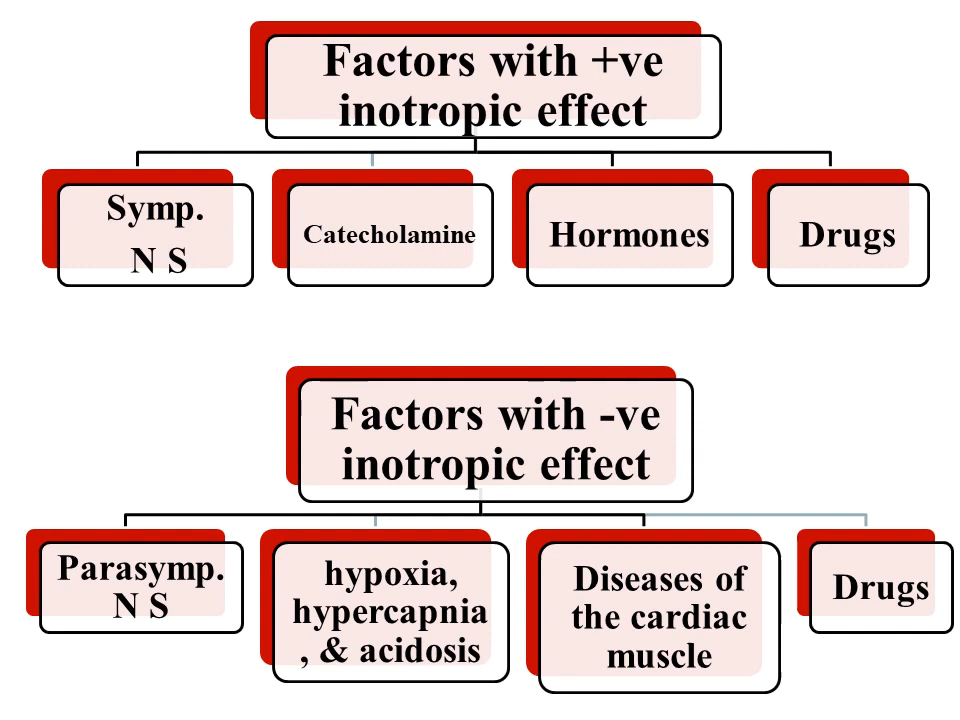 Factors with +ve
inotropic effect
Symp.
N S
Catecholamine
Hormones
Drugs
Factors with -ve
inotropic effect
Parasymp.
N S
hypoxia,
hypercapnia
, & acidosis
Diseases of
the cardiac
muscle
Drugs